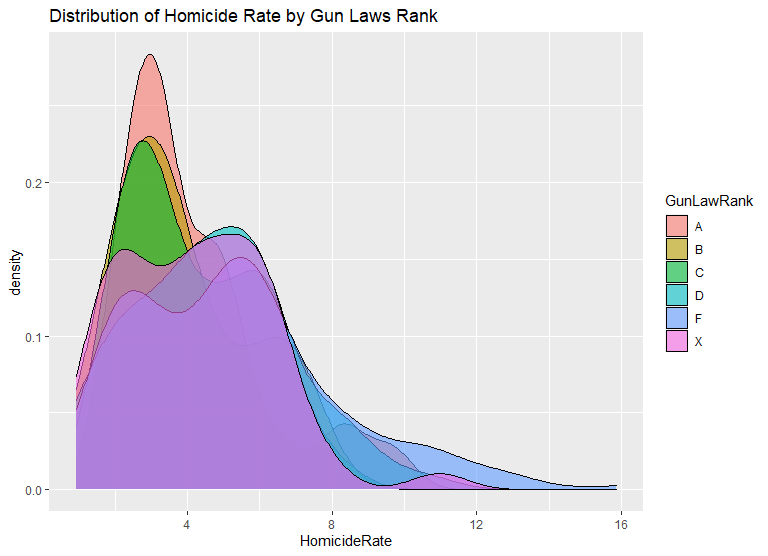 Distribution of Homicide Rate by Gun Laws Rank
density
0.2
0.1
0.0
4 8 12 16
HomicideRate
GunLawRank
A
B
C
D
F
X